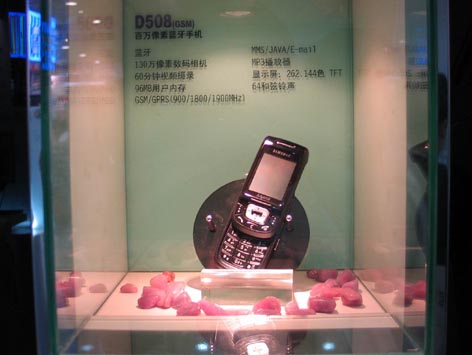 D508(GSM)
百万像素蓝牙手机
蓝牙
130万像素数码相机
60分钟视频摄录
96MB用户内存
GSM/GPRS(900/1800/1900MHz)
MMS/JAVA/E-mail
MP3播放器
显示屏: 262.144色 TFT
64和弦铃声
SAMSUNG